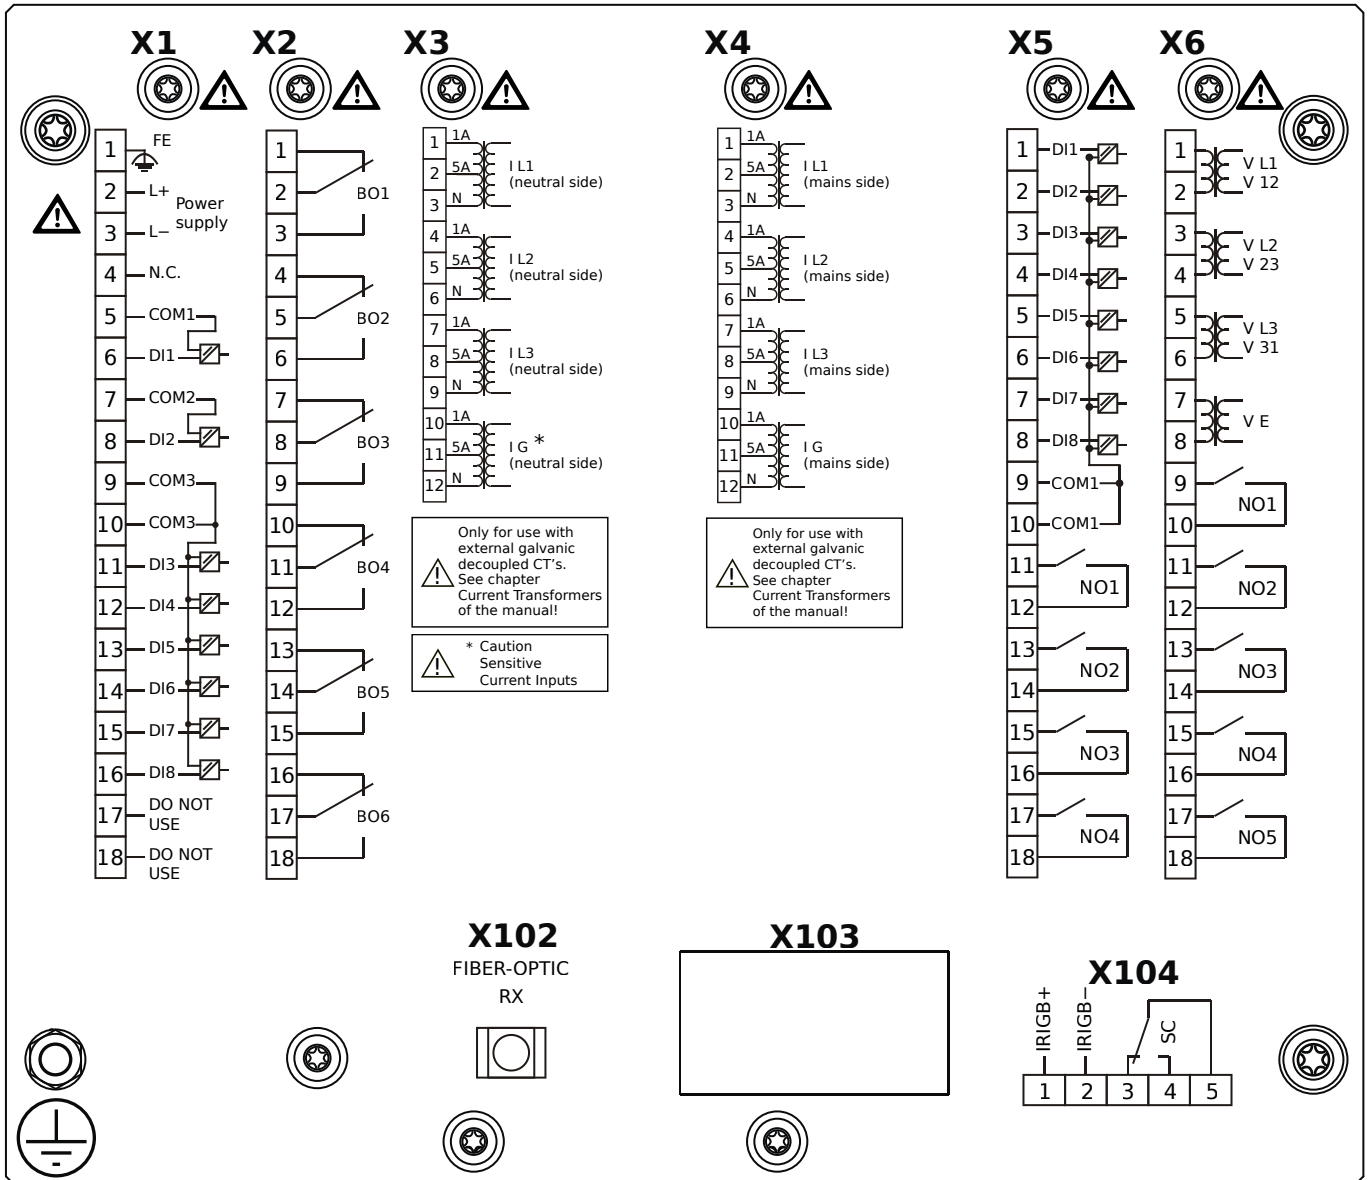 X1
X2
X3
X4
X5
X6
1
FE
2
L+
Power
supply
3
L−
4
N.C.
5
COM1
6
DI1
7
COM2
8
DI2
9
COM3
10
COM3
11
DI3
12
DI4
13
DI5
14
DI6
15
DI7
16
DI8
17
DO NOT
USE
18
DO NOT
USE
1
2
BO1
3
4
5
BO2
6
7
8
BO3
9
10
11
BO4
12
13
14
BO5
15
16
17
BO6
18
1
1A
2
5A
I L1
(neutral side)
3
N
4
1A
5
5A
I L2
(neutral side)
6
N
7
1A
8
5A
I L3
(neutral side)
9
N
10
1A
11
5A
I G *
(neutral side)
12
N
Only for use with
external galvanic
decoupled CT’s.
See chapter
Current Transformers
of the manual!
* Caution
Sensitive
Current Inputs
1
1A
2
5A
I L1
(mains side)
3
N
4
1A
5
5A
I L2
(mains side)
6
N
7
1A
8
5A
I L3
(mains side)
9
N
10
1A
11
5A
I G
(mains side)
12
N
Only for use with
external galvanic
decoupled CT’s.
See chapter
Current Transformers
of the manual!
1
DI1
2
DI2
3
DI3
4
DI4
5
DI5
6
DI6
7
DI7
8
DI8
9
COM1
10
COM1
11
NO1
12
13
NO2
14
15
NO3
16
17
NO4
18
1
V L1
V 12
2
3
V L2
V 23
4
5
V L3
V 31
6
7
V E
8
9
NO1
10
11
NO2
12
13
NO3
14
15
NO4
16
17
NO5
18
X102
FIBER-OPTIC
RX
X103
X104
IRIGB+
IRIGB−
SC
1 2 3 4 5